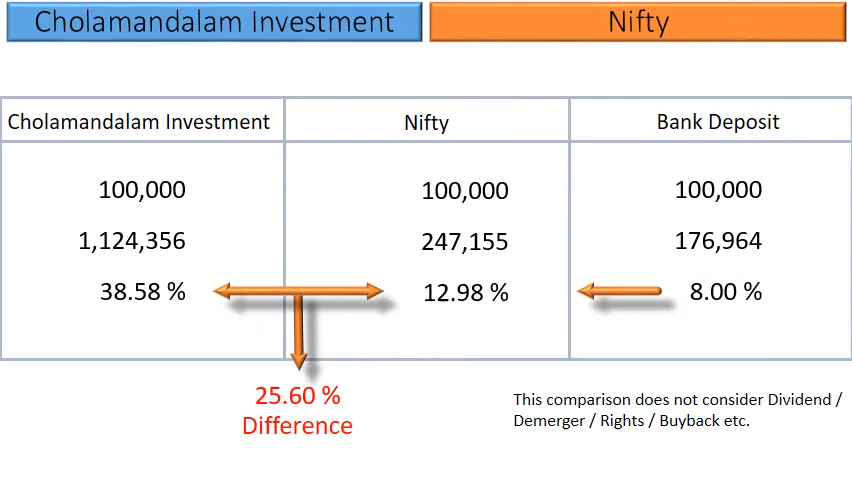 Cholamandalam Investment
Nifty
Cholamandalam Investment
Nifty
Bank Deposit
100,000
100,000
100,000
1,124,356
247,155
176,964
38.58 %
12.98 %
8.00 %
25.60 %
Difference
This comparison does not consider Dividend /
Demerger / Rights / Buyback etc.